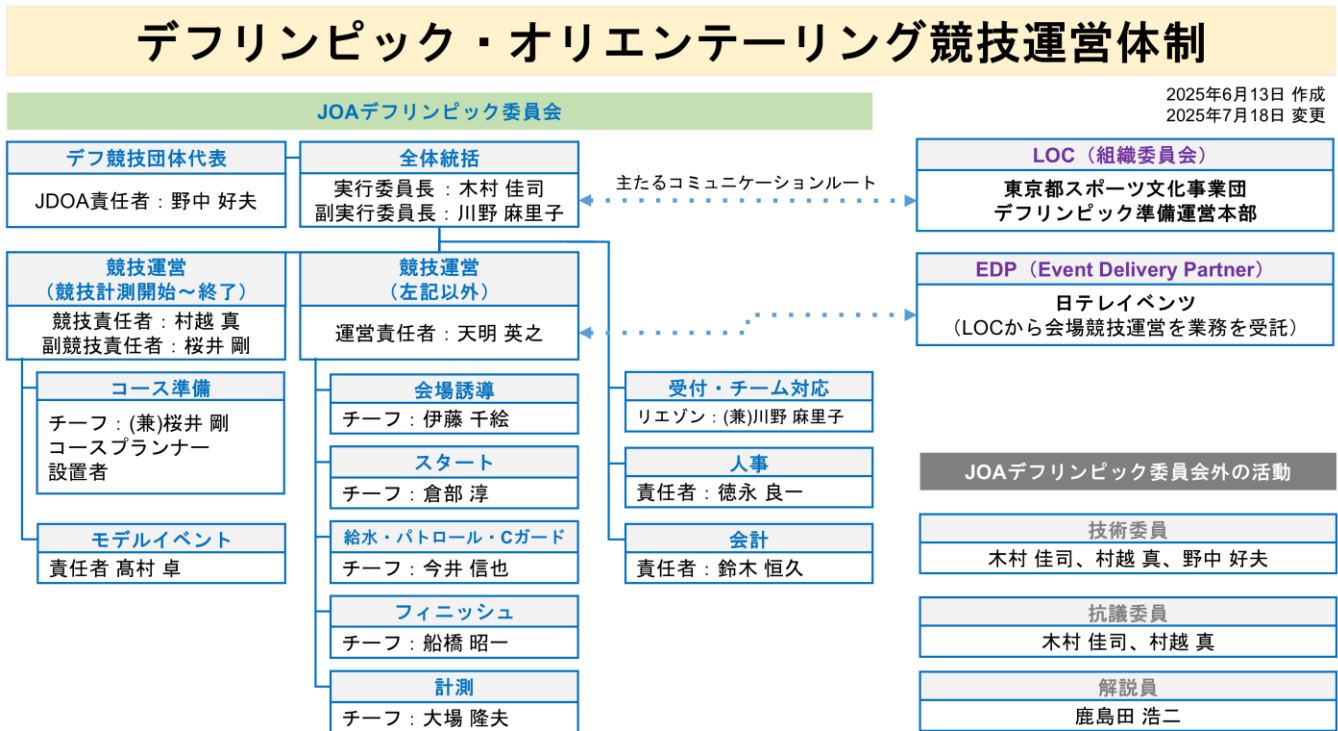 デフリンピック・オリエンテーリング競技運営体制
2025年6月13日 作成
2025年7月18日 変更
JOAデフリンピック委員会
デフ競技団体代表
JDOA責任者：野中 好夫
全体統括
実行委員長：木村 佳司
副実行委員長：川野 麻里子
主たるコミュニケーションルート
LOC（組織委員会）
東京都スポーツ文化事業団
デフリンピック準備運営本部
競技運営
（競技計測開始～終了）
競技責任者：村越 真
副競技責任者：桜井 剛
競技運営
（左記以外）
運営責任者：天明 英之
EDP（Event Delivery Partner）
日テレイベンツ
（LOCから会場競技運営を業務を受託）
コース準備
チーフ：(兼)桜井 剛
コースプランナー
設置者
モデルイベント
責任者 髙村 卓
会場誘導
チーフ：伊藤 千絵
スタート
チーフ：倉部 淳
給水・パトロール・Cガード
チーフ：今井 信也
フィニッシュ
チーフ：船橋 昭一
計測
チーフ：大場 隆夫
受付・チーム対応
リエゾン：(兼)川野 麻里子
人事
責任者：徳永 良一
会計
責任者：鈴木 恒久
JOAデフリンピック委員会外の活動
技術委員
木村 佳司、村越 真、野中 好夫
抗議委員
木村 佳司、村越 真
解説員
鹿島田 浩二